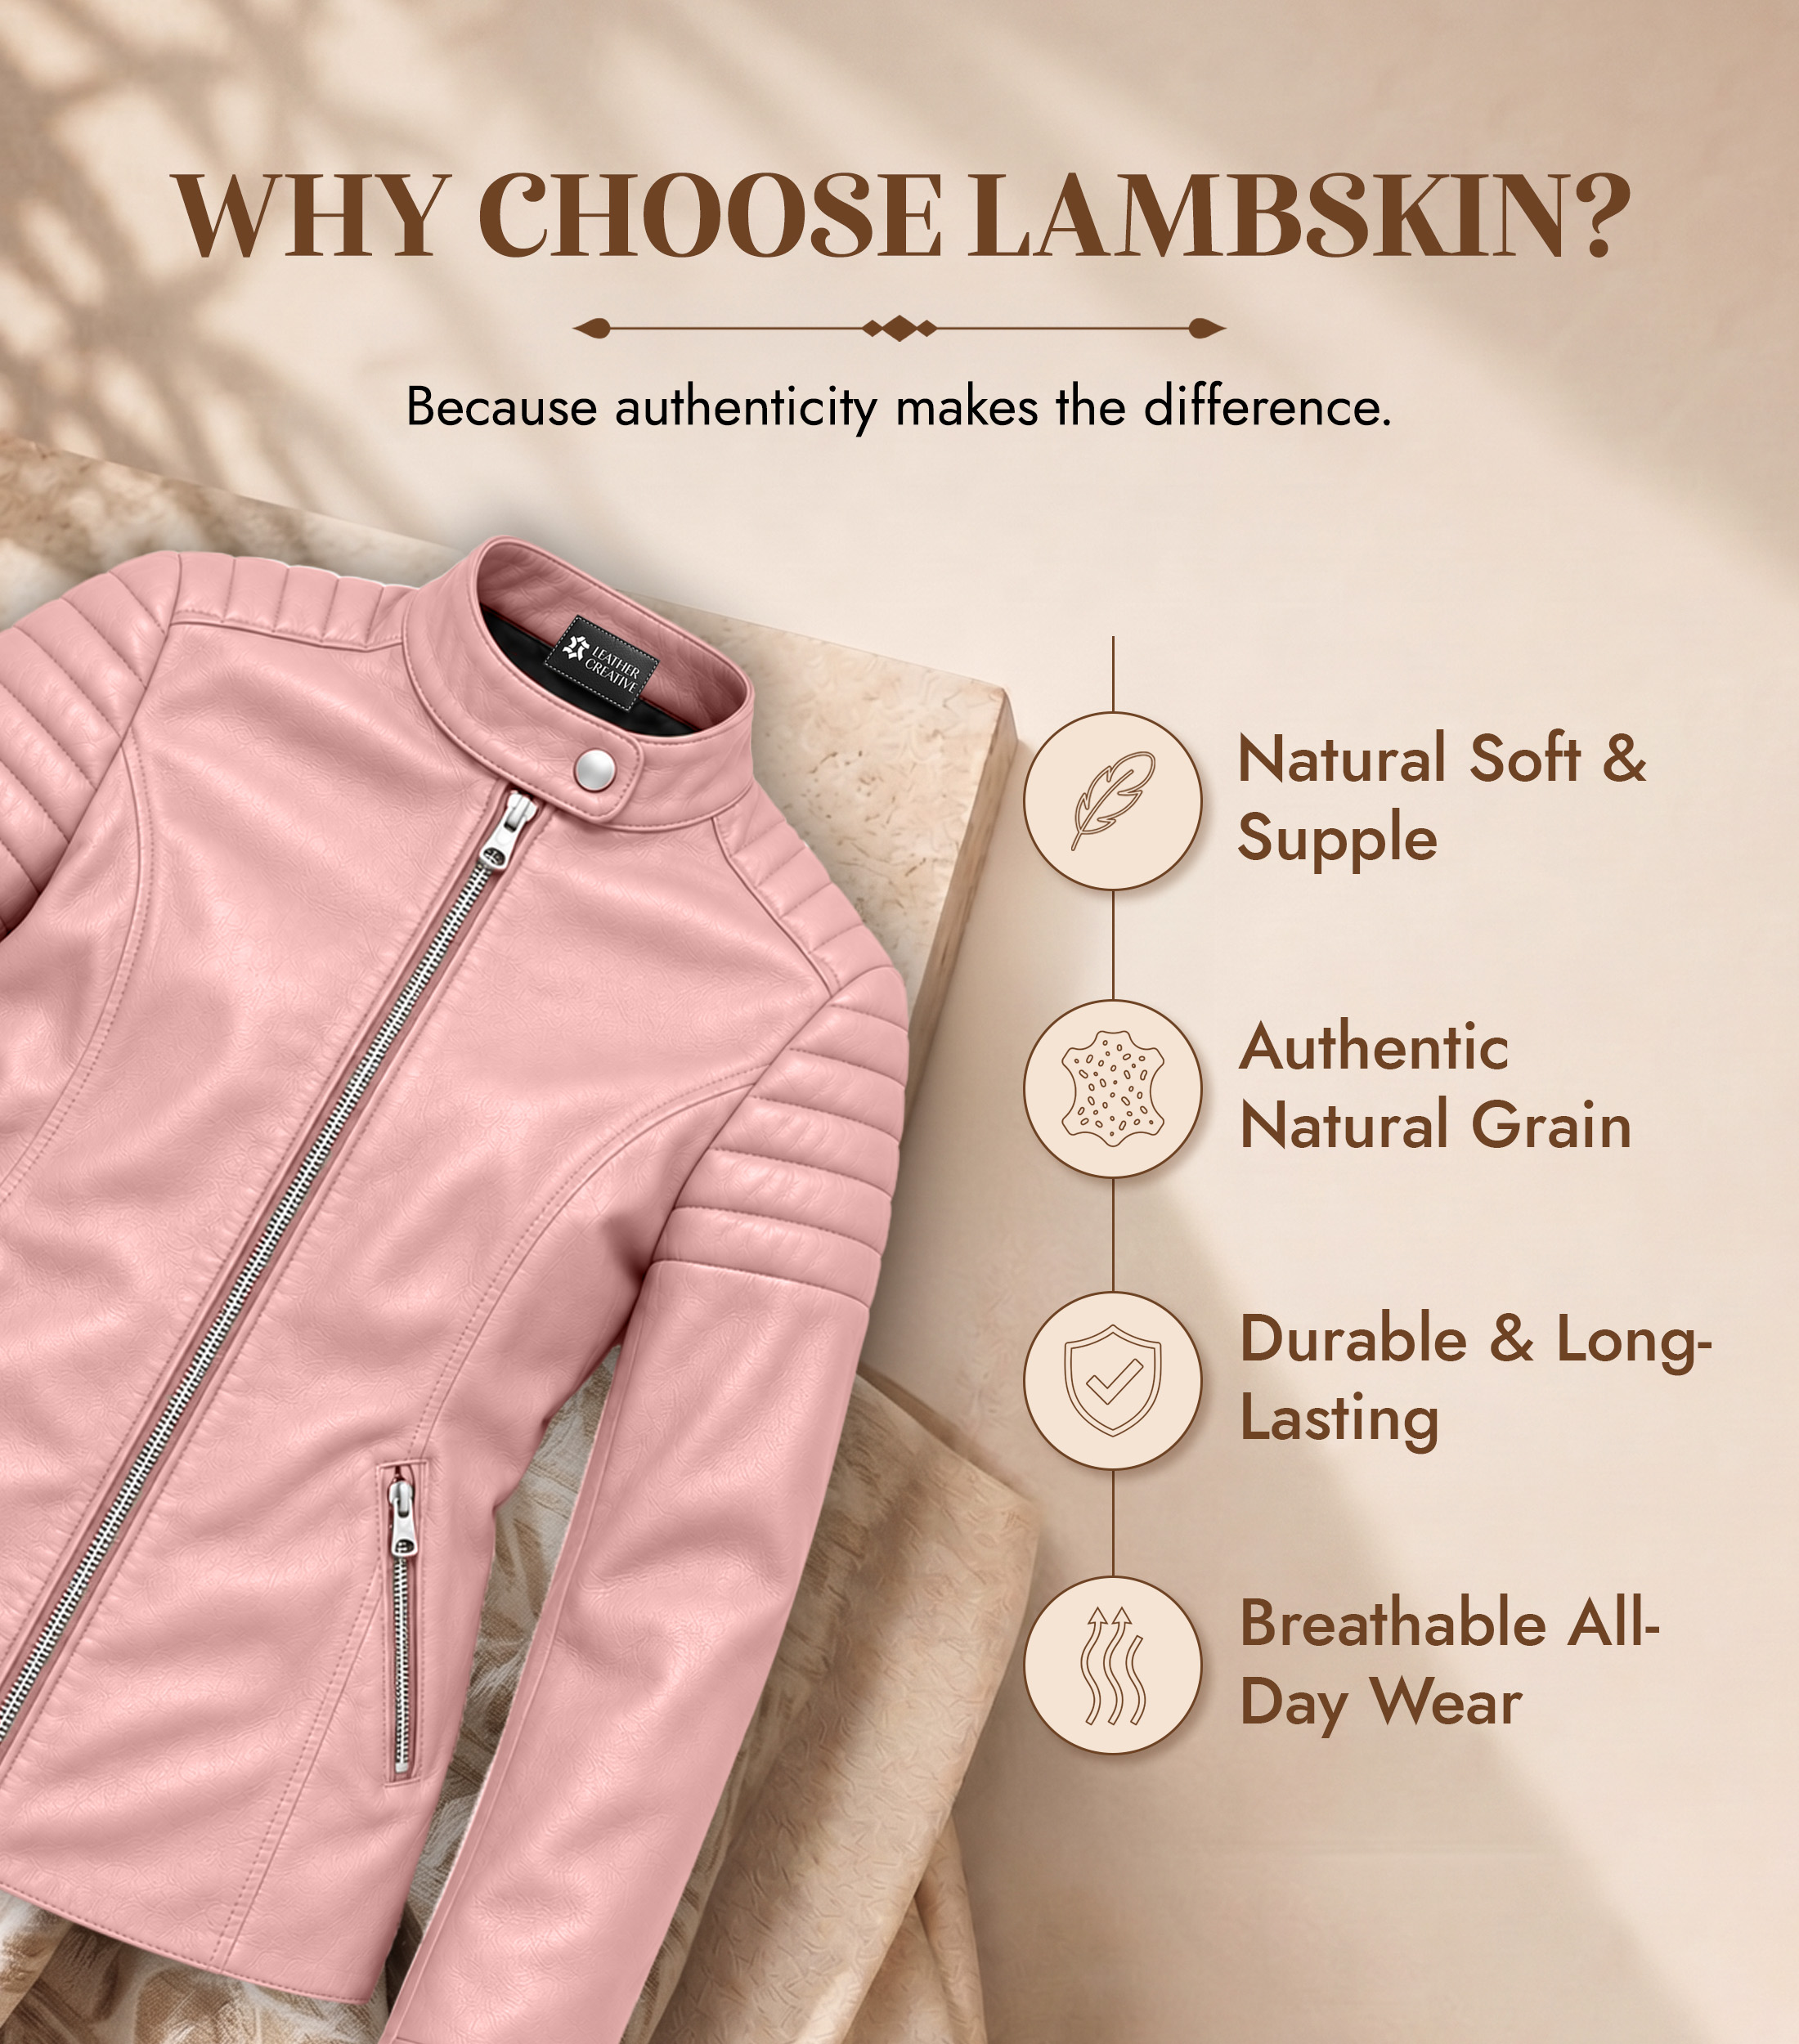 WHY CHOOSE LAMBSKIN?
Because authenticity makes the difference.
LEATHER
CREATIVE
Natural Soft &
Supple
Authentic
Natural Grain
Durable & Long-
Lasting
Breathable All-
Day Wear